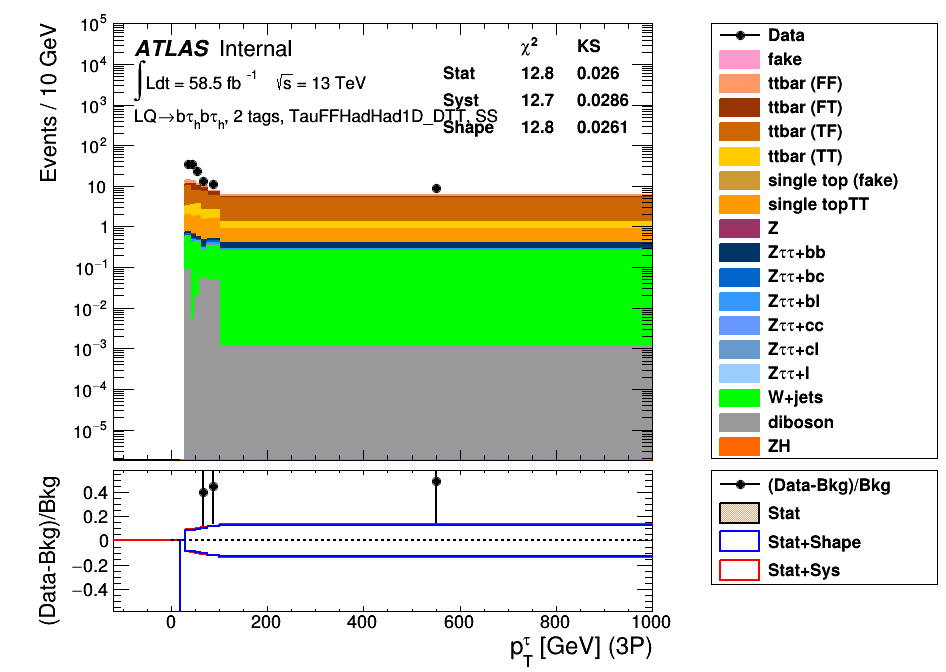 ATLAS Internal
∫Ldt = 58.5 fb⁻¹ √s = 13 TeV
LQ→bτₕbτₕ, 2 tags, TauFFHadHad1D_DTT, SS
χ² KS
Stat 12.8 0.026
Syst 12.7 0.0286
Shape 12.8 0.0261
Events / 10 GeV
10⁵
10⁴
10³
10²
10
1
10⁻¹
10⁻²
10⁻³
10⁻⁴
10⁻⁵
Data
fake
ttbar (FF)
ttbar (FT)
ttbar (TF)
ttbar (TT)
single top (fake)
single topTT
Z
Zττ+bb
Zττ+bc
Zττ+bl
Zττ+cc
Zττ+cl
Zττ+l
W+jets
diboson
ZH
(Data-Bkg)/Bkg
0.4
0.2
0
−0.2
−0.4
0 200 400 600 800 1000
p_T^τ [GeV] (3P)
(Data-Bkg)/Bkg
Stat
Stat+Shape
Stat+Sys